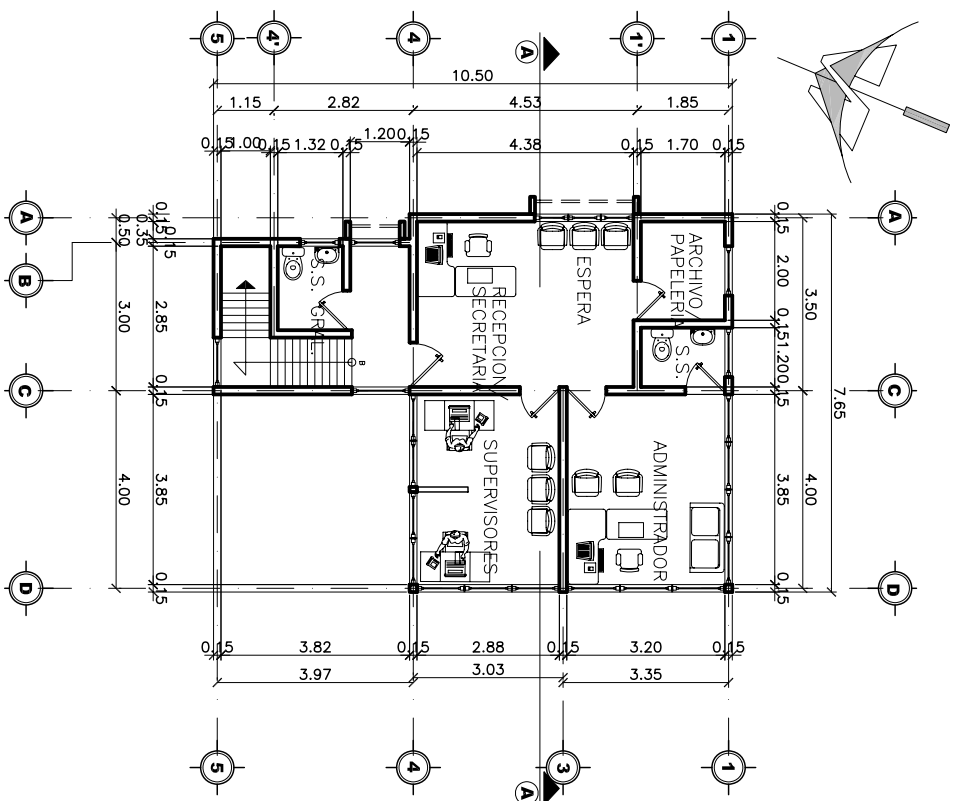 5
4'
4
A
1'
1
10.50
1.15
2.82
4.53
1.85
0.15
1.00
0.15
1.32
0.15
1.20
0.15
4.38
0.15
1.70
0.15
A
A
B
C
C
D
D
0.15
0.35
0.50
0.15
3.00
2.85
0.15
0.15
4.00
3.85
0.15
0.15
2.00
3.50
0.15
1.20
0.15
7.65
4.00
3.85
0.15
S.S. GRAL.
RECEPCION/
SECRETARIA
ESPERA
ARCHIVO
PAPELERIA
S.S.
B
SUPERVISORES
ADMINISTRADOR
0.15
3.82
0.15
2.88
0.15
3.20
0.15
3.97
3.03
3.35
5
4
3
1
A